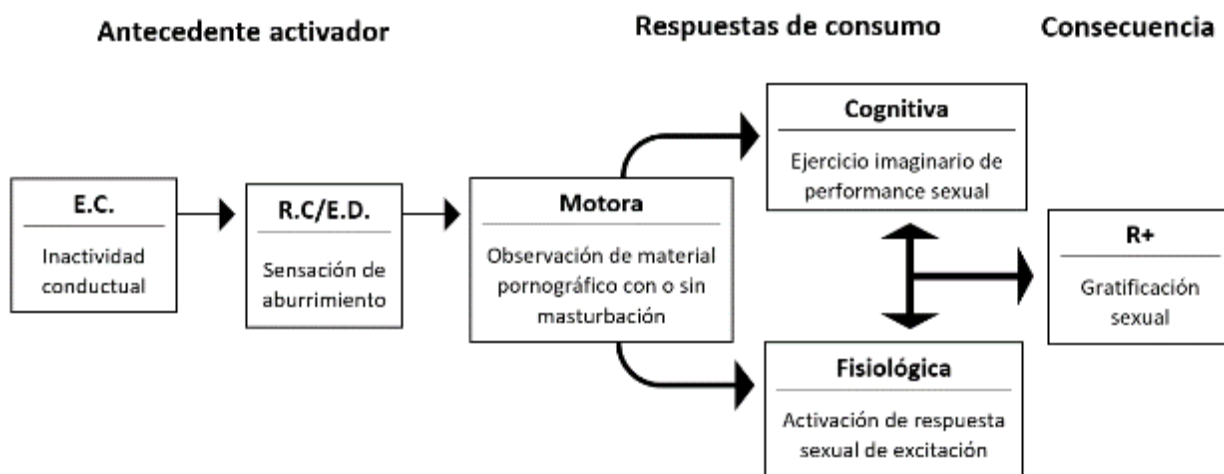 Antecedente activador
Respuestas de consumo
Consecuencia
E.C.
Inactividad
conductual
R.C/E.D.
Sensación de
aburrimiento
Motora
Observación de material
pornográfico con o sin
masturbación
Cognitiva
Ejercicio imaginario de
performance sexual
Fisiológica
Activación de respuesta
sexual de excitación
R+
Gratificación
sexual